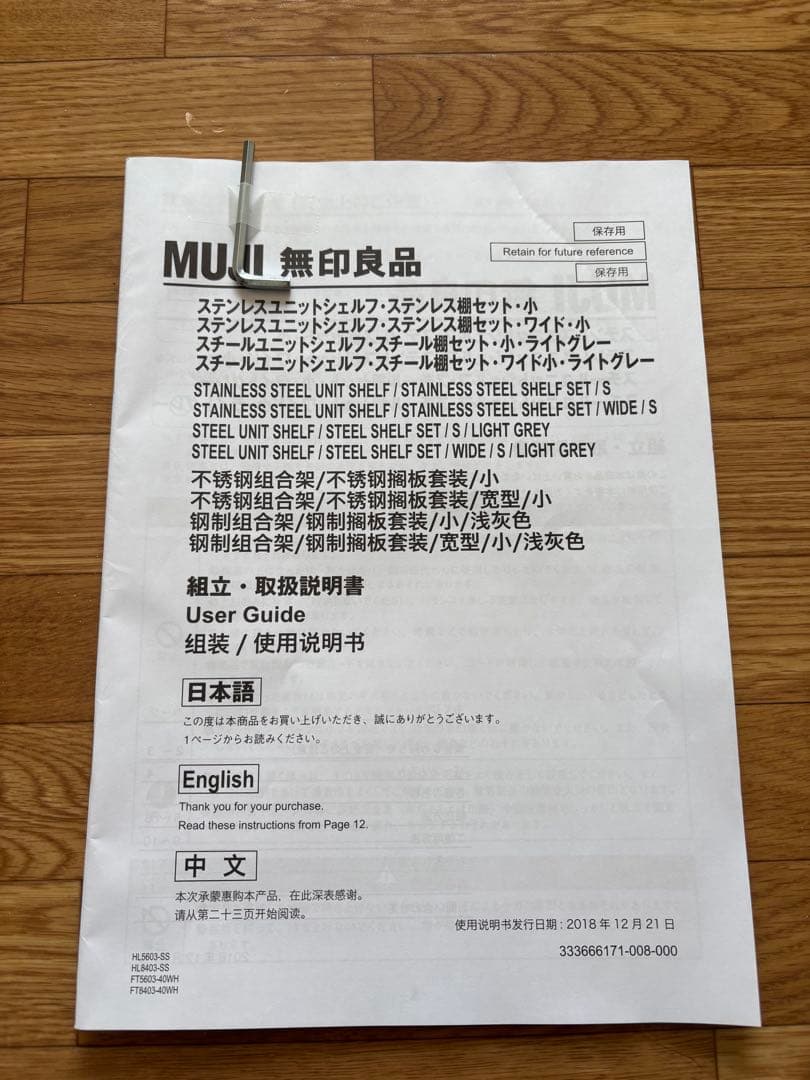 保存用
Retain for future reference
保存用
MUJI 無印良品
ステンレスユニットシェルフ・ステンレス棚セット・小
ステンレスユニットシェルフ・ステンレス棚セット・ワイド・小
スチールユニットシェルフ・スチール棚セット・小・ライトグレー
スチールユニットシェルフ・スチール棚セット・ワイド小・ライトグレー
STAINLESS STEEL UNIT SHELF / STAINLESS STEEL SHELF SET / S
STAINLESS STEEL UNIT SHELF / STAINLESS STEEL SHELF SET / WIDE / S
STEEL UNIT SHELF / STEEL SHELF SET / S / LIGHT GREY
STEEL UNIT SHELF / STEEL SHELF SET / WIDE / S / LIGHT GREY
不锈钢组合架/不锈钢搁板套装/小
不锈钢组合架/不锈钢搁板套装/宽型/小
钢制组合架/钢制搁板套装/小/浅灰色
钢制组合架/钢制搁板套装/宽型/小/浅灰色
組立・取扱説明書
User Guide
组装 / 使用说明书
日本語
この度は本商品をお買い上げいただき、誠にありがとうございます。
1ページからお読みください。
English
Thank you for your purchase.
Read these instructions from Page 12.
中文
本次承蒙惠购本产品，在此深表感谢。
请从第二十三页开始阅读。
使用说明书发行日期 : 2018 年 12 月 21 日
333666171-008-000
HL5603-SS
HL8403-SS
FT5603-40WH
FT8403-40WH